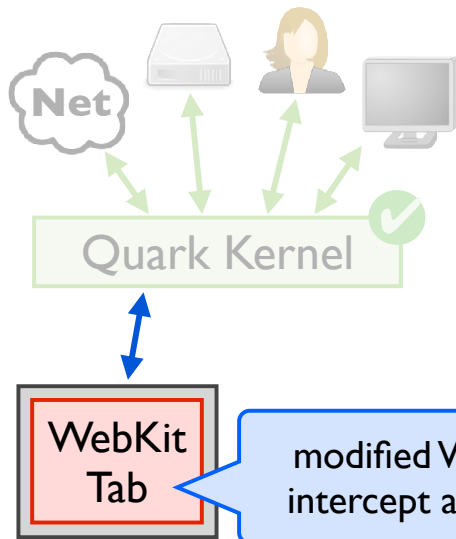 Net
Quark Kernel
WebKit
Tab
modified
intercept